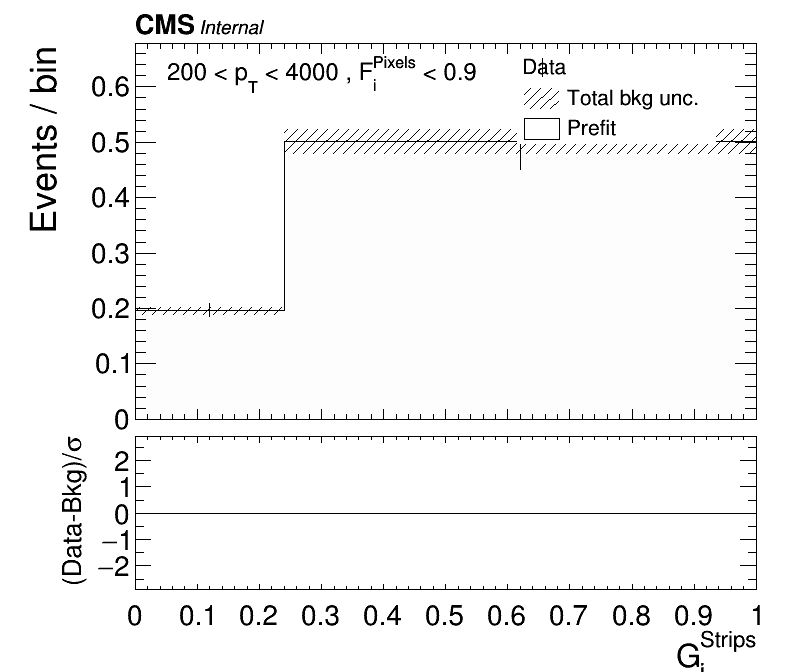 CMS Internal
200 < p_T < 4000 , F_i^Pixels < 0.9
Data
Total bkg unc.
Prefit
Events / bin
0.6
0.5
0.4
0.3
0.2
0.1
0
(Data-Bkg)/σ
2
1
0
−1
−2
0 0.1 0.2 0.3 0.4 0.5 0.6 0.7 0.8 0.9 1
G_i^Strips